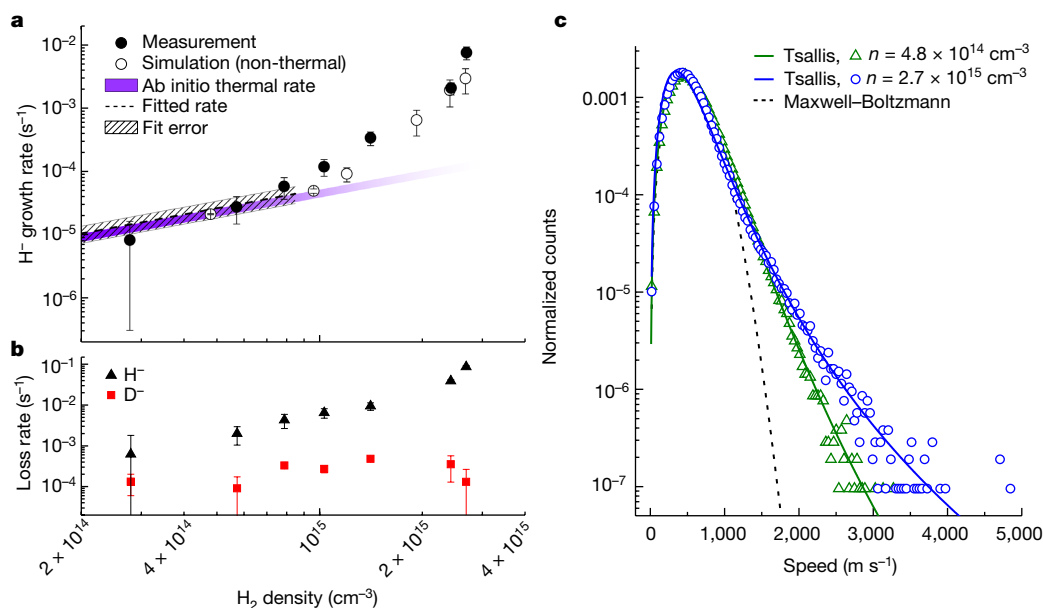 a
H⁻ growth rate (s⁻¹)
10⁻²
10⁻³
10⁻⁴
10⁻⁵
10⁻⁶
Measurement
Simulation (non-thermal)
Ab initio thermal rate
Fitted rate
Fit error
b
Loss rate (s⁻¹)
10⁻¹
10⁻²
10⁻³
10⁻⁴
H⁻
D⁻
2 × 10¹⁴
4 × 10¹⁴
10¹⁵
2 × 10¹⁵
4 × 10¹⁵
H₂ density (cm⁻³)
c
Normalized counts
0.001
10⁻⁴
10⁻⁵
10⁻⁶
10⁻⁷
Tsallis, n = 4.8 × 10¹⁴ cm⁻³
Tsallis, n = 2.7 × 10¹⁵ cm⁻³
Maxwell–Boltzmann
0 1,000 2,000 3,000 4,000 5,000
Speed (m s⁻¹)